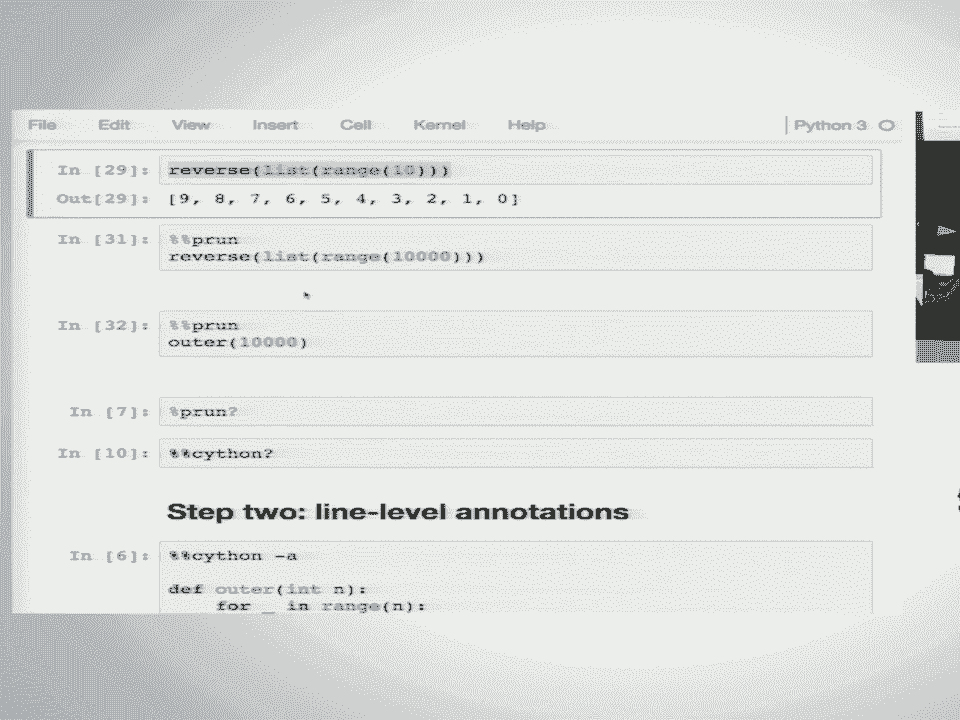 File Edit View Insert Cell Kernel Help Python 3
In [29]: reverse(list(range(10)))
Out[29]: [9, 8, 7, 6, 5, 4, 3, 2, 1, 0]
In [31]: %%prun
reverse(list(range(10000)))
In [32]: %%prun
outer(10000)
In [7]: %prun?
In [10]: %%cython?
Step two: line-level annotations
In [6]: %%cython -a
def outer(int n):
for _ in range(n):